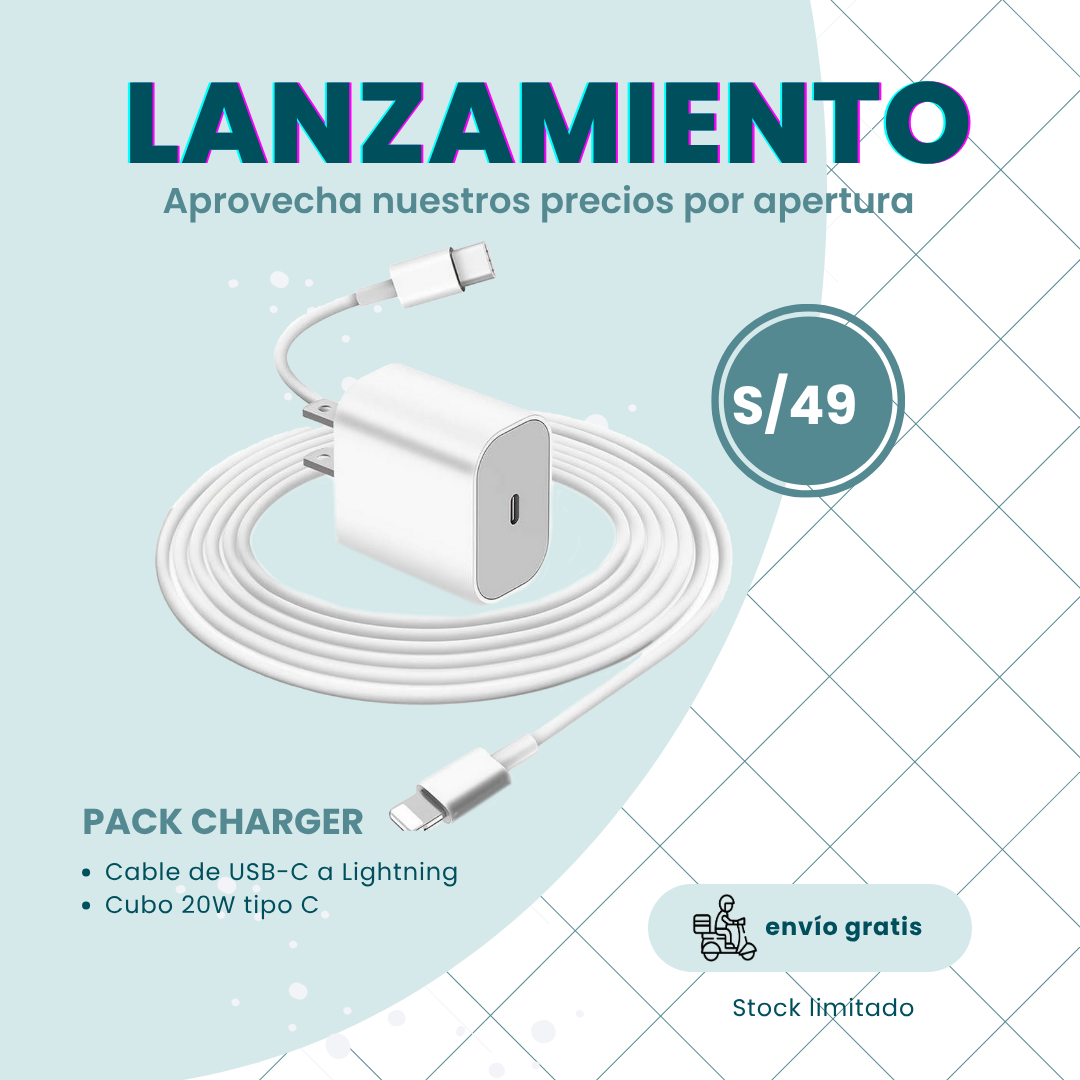 LANZAMIENTO
Aprovecha nuestros precios por apertura
S/49
PACK CHARGER
• Cable de USB-C a Lightning
• Cubo 20W tipo C
envío gratis
Stock limitado